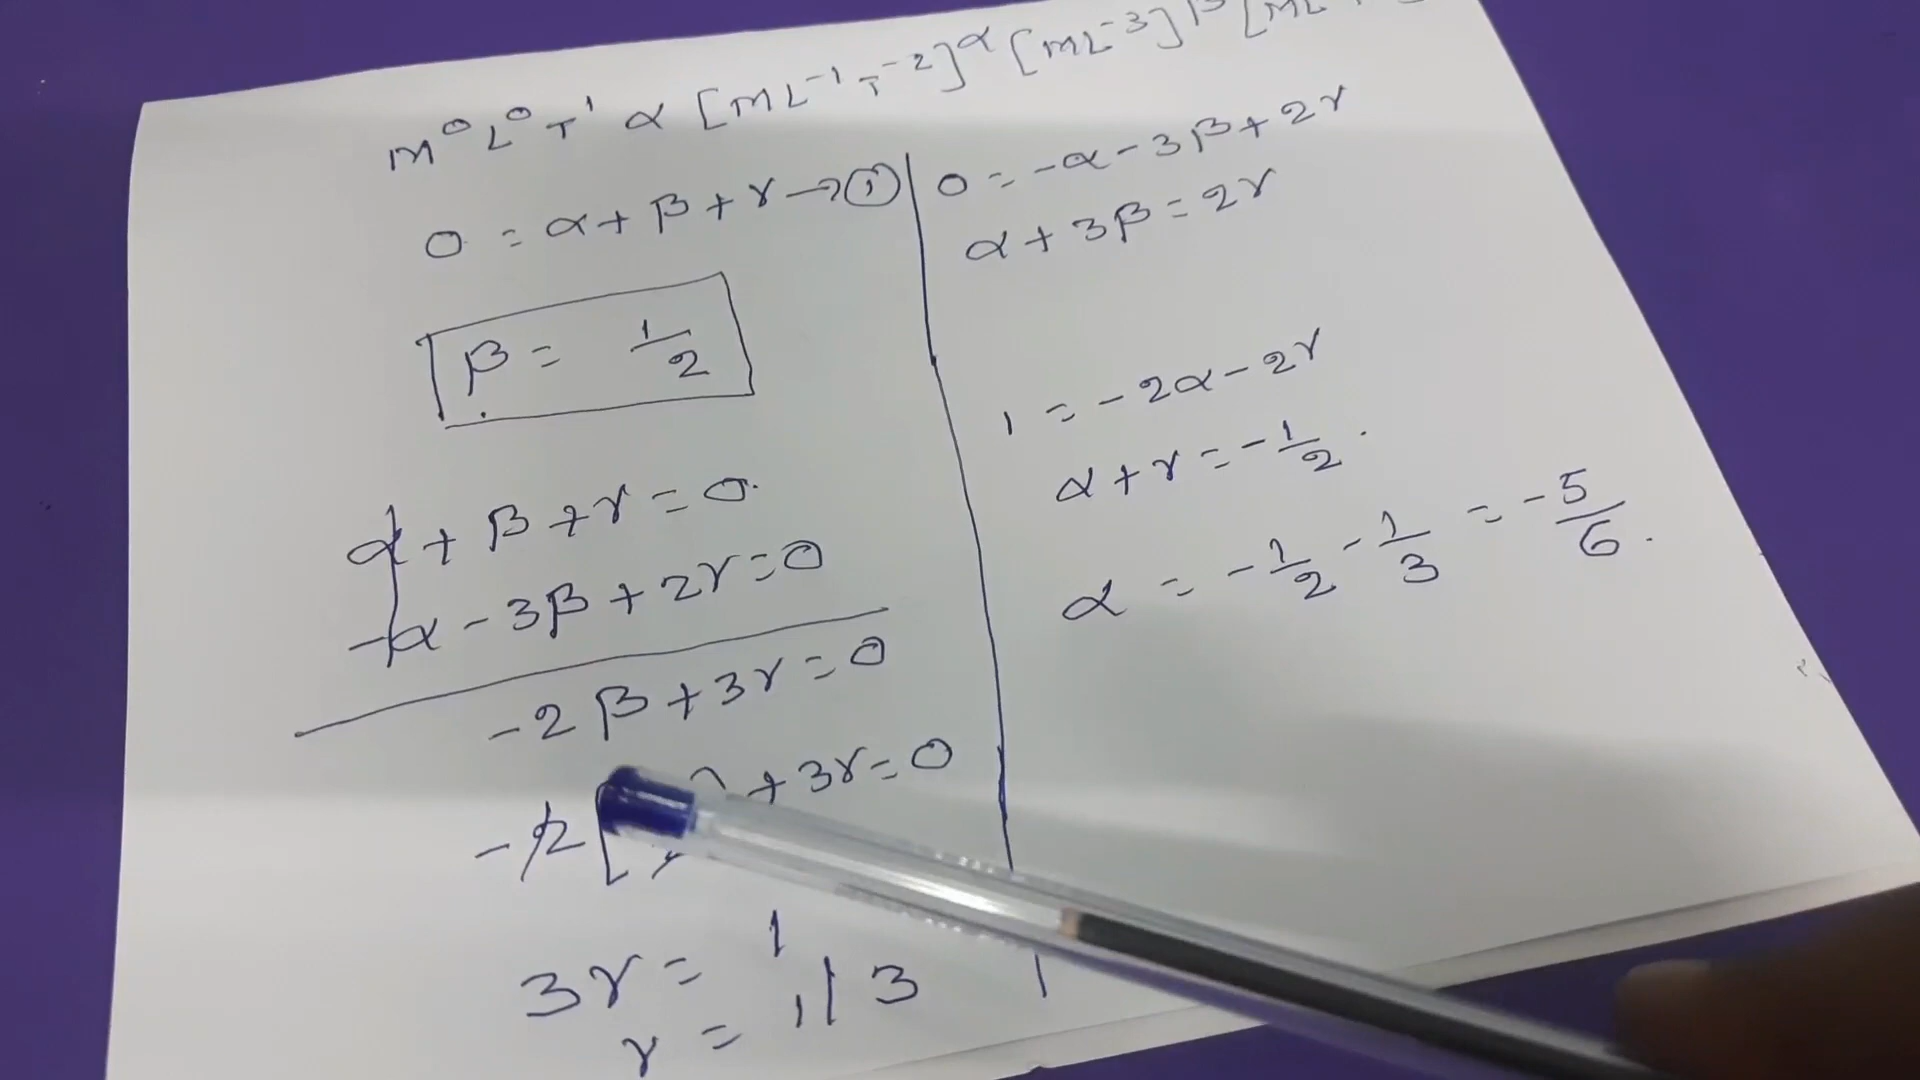 M⁰L⁰T¹ ∝ [ML⁻¹T⁻²]^α [ML⁻³]^β [ML
0 = α + β + γ → ①
β = 1/2
α + β + γ = 0
-α - 3β + 2γ = 0
-2β + 3γ = 0
-2[ + 3γ = 0
3γ = 1
γ = 1/3
0 = -α - 3β + 2γ
α + 3β = 2γ
1 = -2α - 2γ
α + γ = -1/2
α = -1/2 - 1/3 = -5/6